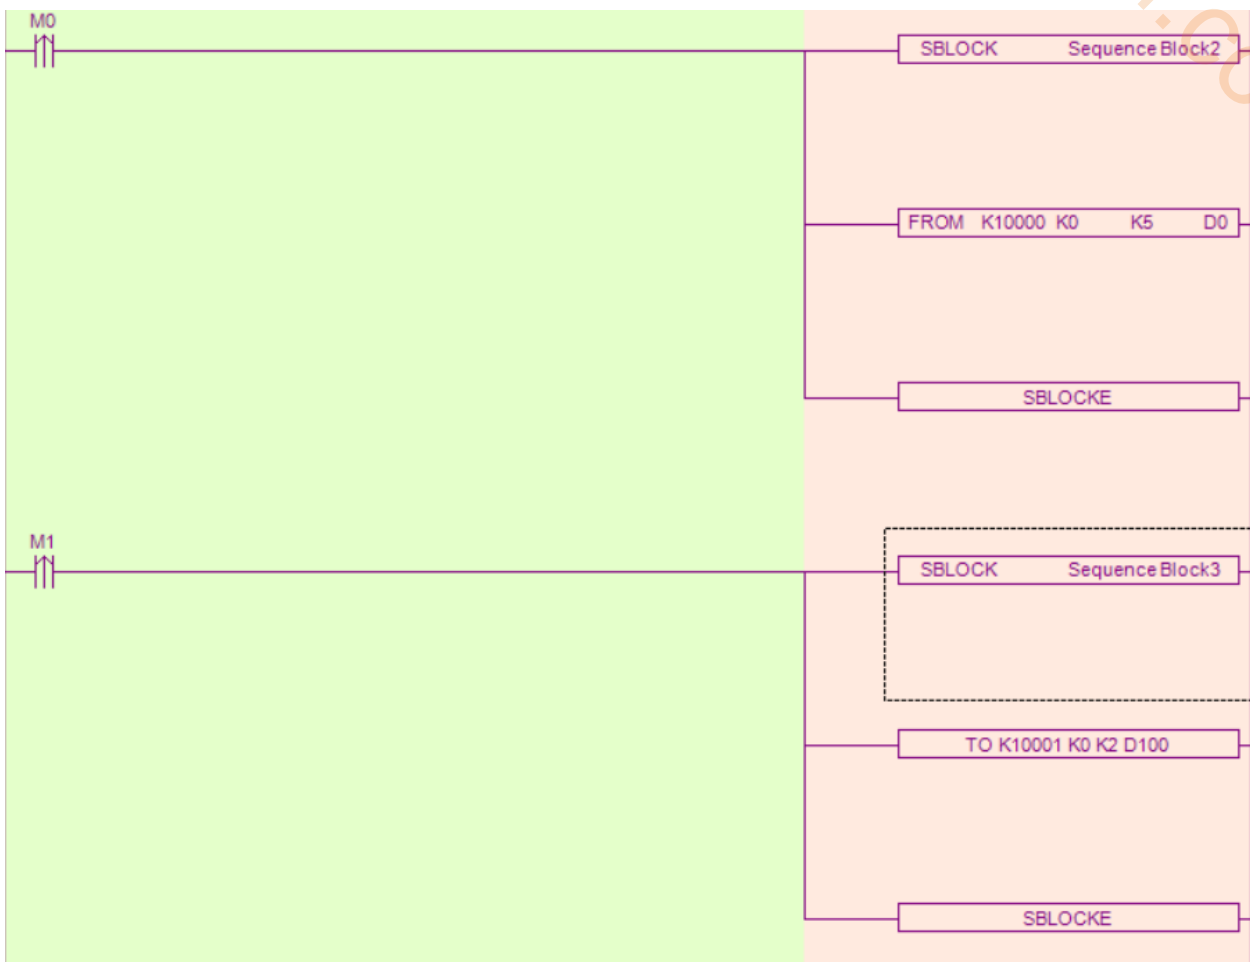 M0
SBLOCK Sequence Block2
FROM K10000 K0 K5 D0
SBLOCKE
M1
SBLOCK Sequence Block3
TO K10001 K0 K2 D100
SBLOCKE